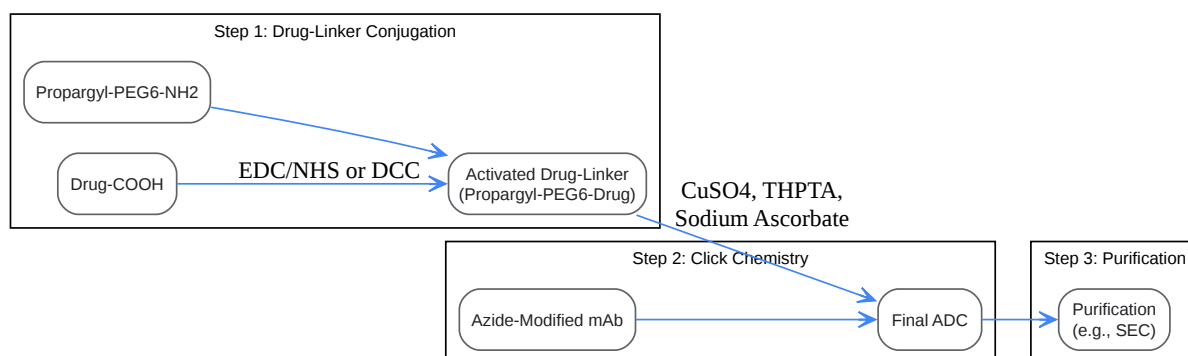 Step 1: Drug-Linker Conjugation
Propargyl-PEG6-NH2
Drug-COOH
EDC/NHS or DCC
Activated Drug-Linker
(Propargyl-PEG6-Drug)
CuSO4, THPTA,
Sodium Ascorbate
Step 2: Click Chemistry
Azide-Modified mAb
Final ADC
Step 3: Purification
Purification
(e.g., SEC)